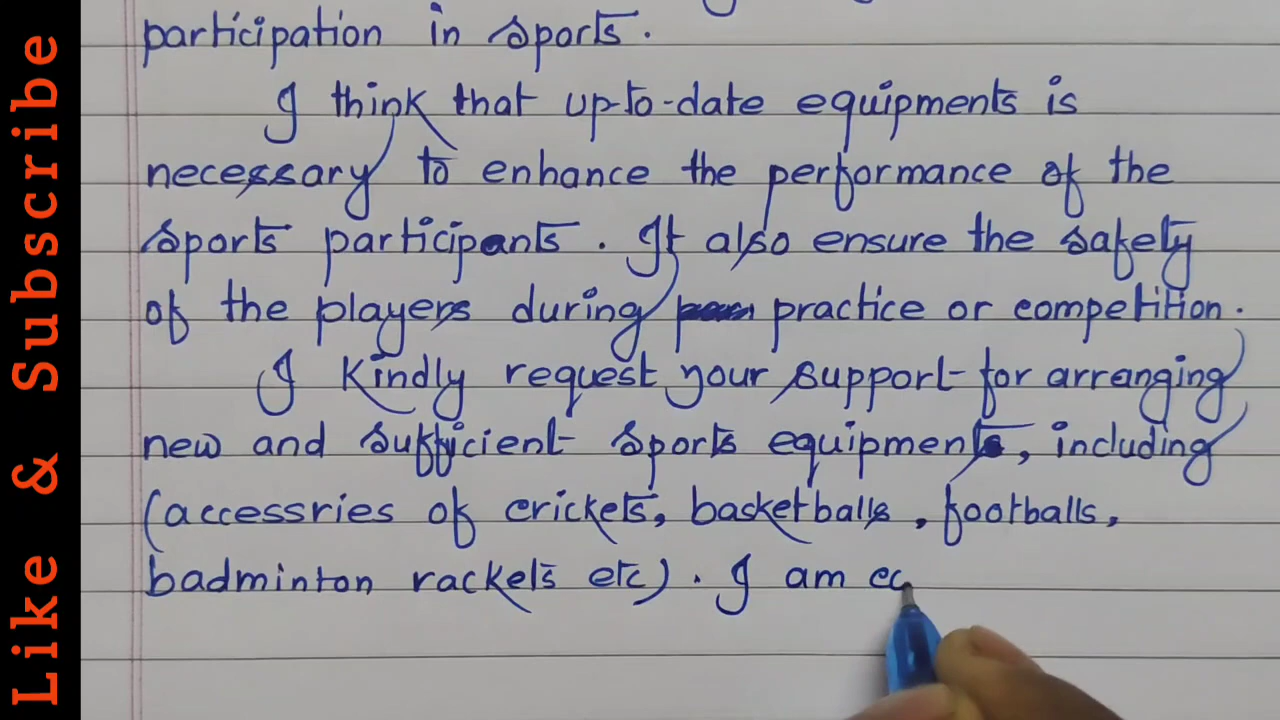 Like & Subscribe
participation in sports.
I think that up-to-date equipments is
necessary to enhance the performance of the
sports participants. It also ensure the safety
of the players during practice or competition.
I kindly request your support for arranging
new and sufficient sports equipments, including
(accessries of crickets, basketballs, footballs,
badminton rackets etc). I am